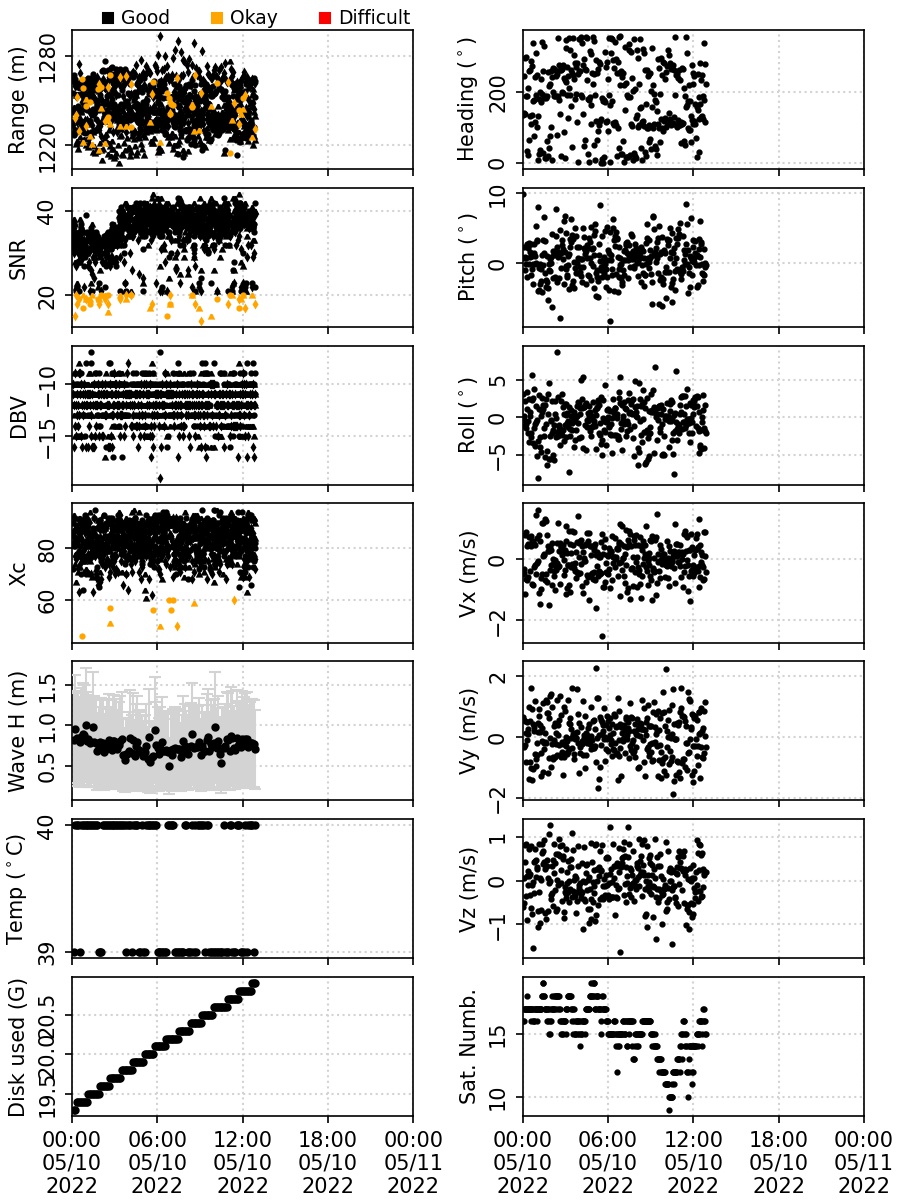 Good Okay Difficult
Range (m)
1280
1220
Heading (°)
200
0
SNR
40
20
Pitch (°)
10
0
DBV
−10
−15
Roll (°)
5
0
−5
Xc
80
60
Vx (m/s)
0
−2
Wave H (m)
1.5
1.0
0.5
Vy (m/s)
2
0
−2
Temp (°C)
40
39
Vz (m/s)
1
0
−1
Disk used (G)
20.5
20.0
19.5
Sat. Numb.
15
10
00:00 06:00 12:00 18:00 00:00
05/10 05/10 05/10 05/10 05/11
2022 2022 2022 2022 2022
00:00 06:00 12:00 18:00 00:00
05/10 05/10 05/10 05/10 05/11
2022 2022 2022 2022 2022